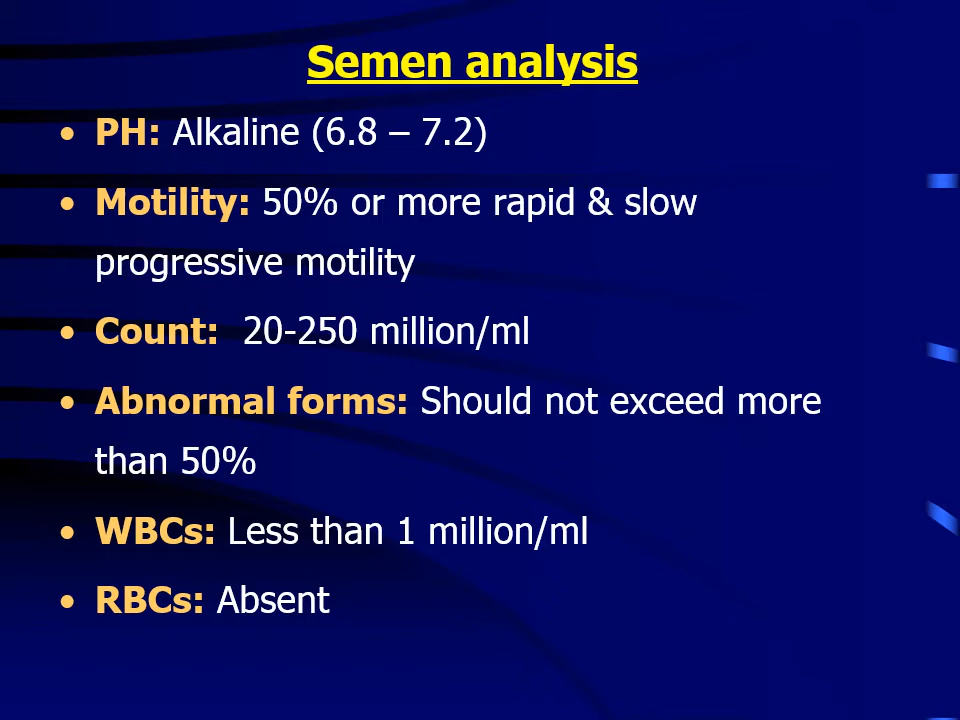 Semen analysis
• PH: Alkaline (6.8 – 7.2)
• Motility: 50% or more rapid & slow
progressive motility
• Count:  20-250 million/ml
• Abnormal forms: Should not exceed more
than 50%
• WBCs: Less than 1 million/ml
• RBCs: Absent